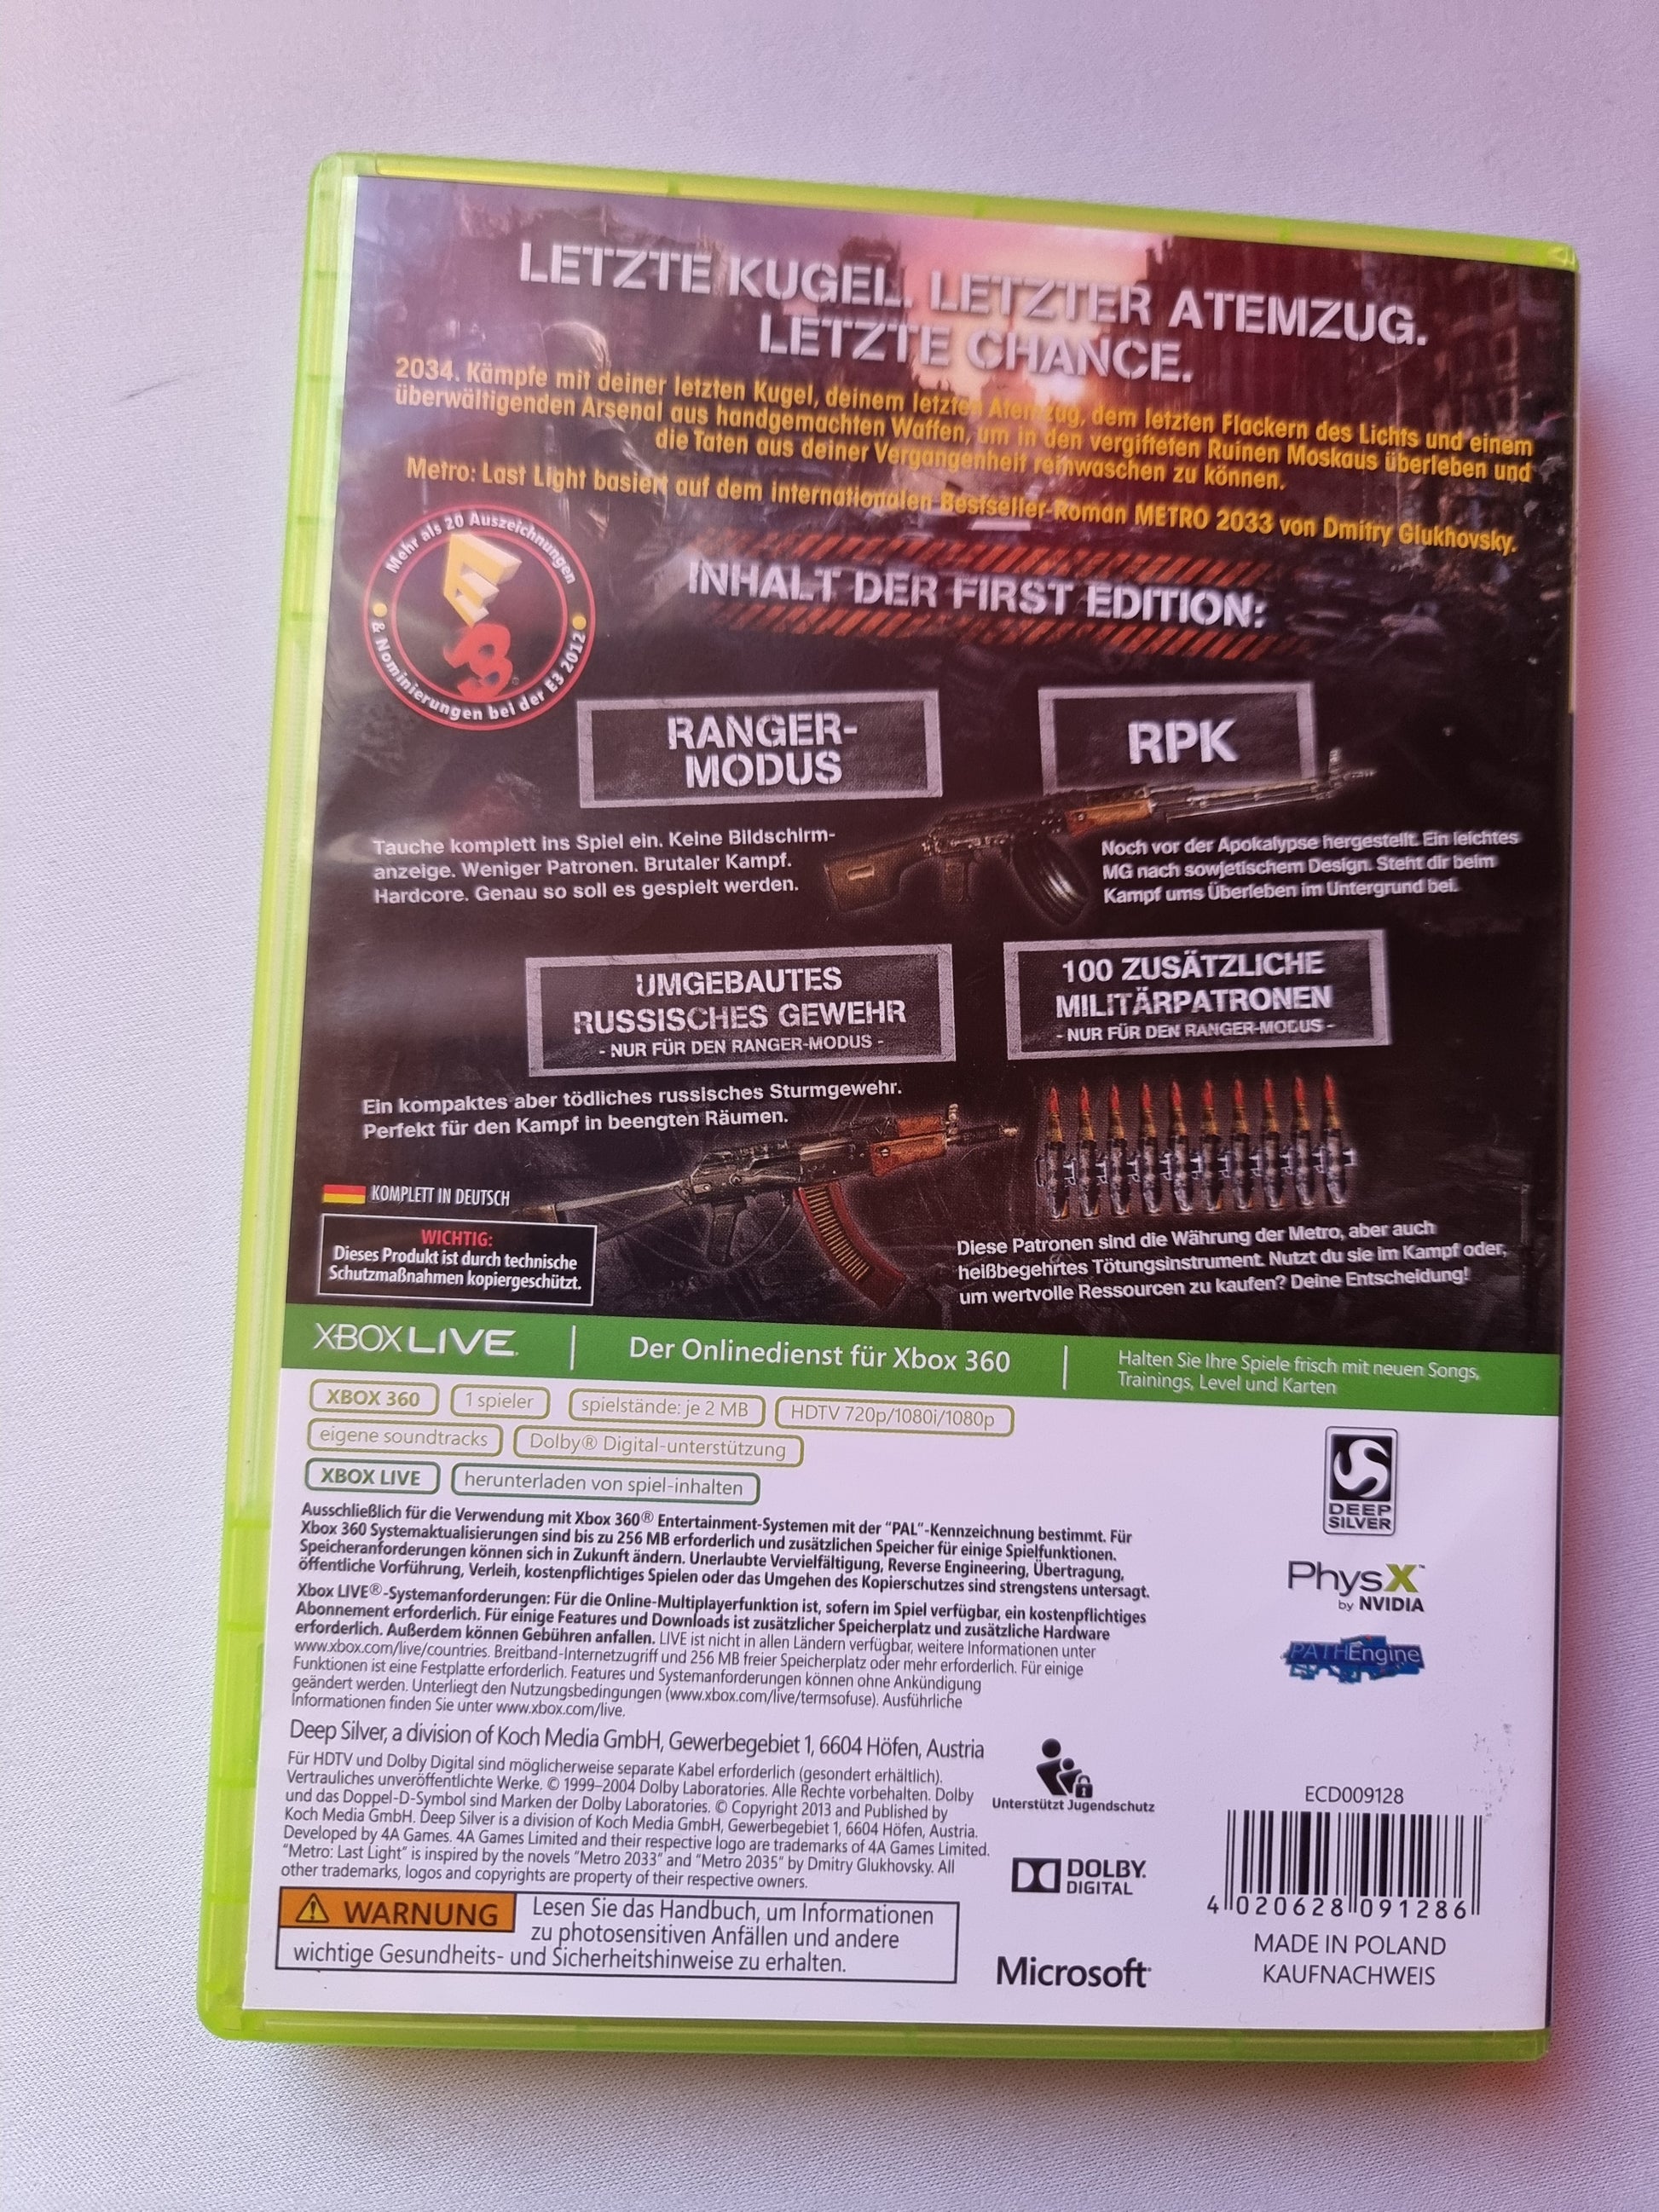 LETZTE KUGEL. LETZTER ATEMZUG.
LETZTE CHANCE.
2034. Kämpfe mit deiner letzten Kugel, deinem letzten Atemzug, dem letzten Flackern des Lichts und einem
überwältigenden Arsenal aus handgemachten Waffen, um in den vergifteten Ruinen Moskaus überleben und
die Taten aus deiner Vergangenheit reinwaschen zu können.
Metro: Last Light basiert auf dem internationalen Bestseller-Roman METRO 2033 von Dmitry Glukhovsky.
Mehr als 20 Auszeichnungen
& Nominierungen bei der E3 2012
E3
INHALT DER FIRST EDITION:
RANGER-
MODUS
Tauche komplett ins Spiel ein. Keine Bildschirm-
anzeige. Weniger Patronen. Brutaler Kampf.
Hardcore. Genau so soll es gespielt werden.
RPK
Noch vor der Apokalypse hergestellt. Ein leichtes
MG nach sowjetischem Design. Steht dir beim
Kampf ums Überleben im Untergrund bei.
UMGEBAUTES
RUSSISCHES GEWEHR
- NUR FÜR DEN RANGER-MODUS -
Ein kompaktes aber tödliches russisches Sturmgewehr.
Perfekt für den Kampf in beengten Räumen.
100 ZUSÄTZLICHE
MILITÄRPATRONEN
- NUR FÜR DEN RANGER-MODUS -
Diese Patronen sind die Währung der Metro, aber auch
heißbegehrtes Tötungsinstrument. Nutzt du sie im Kampf oder,
um wertvolle Ressourcen zu kaufen? Deine Entscheidung!
KOMPLETT IN DEUTSCH
WICHTIG:
Dieses Produkt ist durch technische
Schutzmaßnahmen kopiergeschützt.
XBOX LIVE
Der Onlinedienst für Xbox 360
Halten Sie Ihre Spiele frisch mit neuen Songs,
Trainings, Level und Karten
XBOX 360 1 spieler spielstände: je 2 MB HDTV 720p/1080i/1080p
eigene soundtracks Dolby® Digital-unterstützung
XBOX LIVE herunterladen von spiel-inhalten
Ausschließlich für die Verwendung mit Xbox 360® Entertainment-Systemen mit der "PAL"-Kennzeichnung bestimmt. Für
Xbox 360 Systemaktualisierungen sind bis zu 256 MB erforderlich und zusätzlichen Speicher für einige Spielfunktionen.
Speicheranforderungen können sich in Zukunft ändern. Unerlaubte Vervielfältigung, Reverse Engineering, Übertragung,
öffentliche Vorführung, Verleih, kostenpflichtiges Spielen oder das Umgehen des Kopierschutzes sind strengstens untersagt.
Xbox LIVE®-Systemanforderungen: Für die Online-Multiplayerfunktion ist, sofern im Spiel verfügbar, ein kostenpflichtiges
Abonnement erforderlich. Für einige Features und Downloads ist zusätzlicher Speicherplatz und zusätzliche Hardware
erforderlich. Außerdem können Gebühren anfallen. LIVE ist nicht in allen Ländern verfügbar, weitere Informationen unter
www.xbox.com/live/countries. Breitband-Internetzugriff und 256 MB freier Speicherplatz oder mehr erforderlich. Für einige
Funktionen ist eine Festplatte erforderlich. Features und Systemanforderungen können ohne Ankündigung
geändert werden. Unterliegt den Nutzungsbedingungen (www.xbox.com/live/termsofuse). Ausführliche
Informationen finden Sie unter www.xbox.com/live.
Deep Silver, a division of Koch Media GmbH, Gewerbegebiet 1, 6604 Höfen, Austria
Für HDTV und Dolby Digital sind möglicherweise separate Kabel erforderlich (gesondert erhältlich).
Vertrauliches unveröffentlichte Werke. © 1999–2004 Dolby Laboratories. Alle Rechte vorbehalten. Dolby
und das Doppel-D-Symbol sind Marken der Dolby Laboratories. © Copyright 2013 and Published by
Koch Media GmbH. Deep Silver is a division of Koch Media GmbH, Gewerbegebiet 1, 6604 Höfen, Austria.
Developed by 4A Games. 4A Games Limited and their respective logo are trademarks of 4A Games Limited.
"Metro: Last Light" is inspired by the novels "Metro 2033" and "Metro 2035" by Dmitry Glukhovsky. All
other trademarks, logos and copyrights are property of their respective owners.
WARNUNG Lesen Sie das Handbuch, um Informationen
zu photosensitiven Anfällen und andere
wichtige Gesundheits- und Sicherheitshinweise zu erhalten.
DEEP
SILVER
PhysX™
by NVIDIA
PATHEngine
Unterstützt Jugendschutz
DOLBY.
DIGITAL
Microsoft
ECD009128
4 020628 091286
MADE IN POLAND
KAUFNACHWEIS